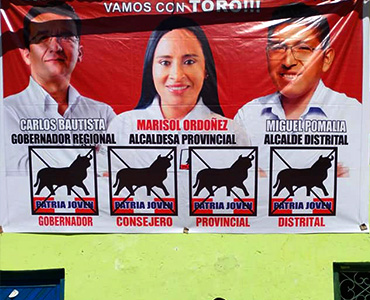 VAMOS CCN TORO!!!
CARLOS BAUTISTA
GOBERNADOR REGIONAL
MARISOL ORDOÑEZ
ALCALDESA PROVINCIAL
MIGUEL POMALIA
ALCALDE DISTRITAL
PATRIA JOVEN
PATRIA JOVEN
PATRIA JOVEN
PATRIA JOVEN
GOBERNADOR
CONSEJERO
PROVINCIAL
DISTRITAL